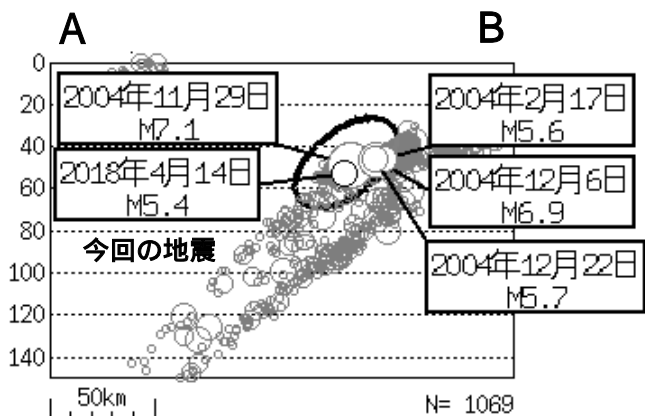 A
B
0
20
40
60
80
100
120
140
2004年11月29日
M7.1
2018年4月14日
M5.4
今回の地震
2004年2月17日
M5.6
2004年12月6日
M6.9
2004年12月22日
M5.7
50km
N= 1069